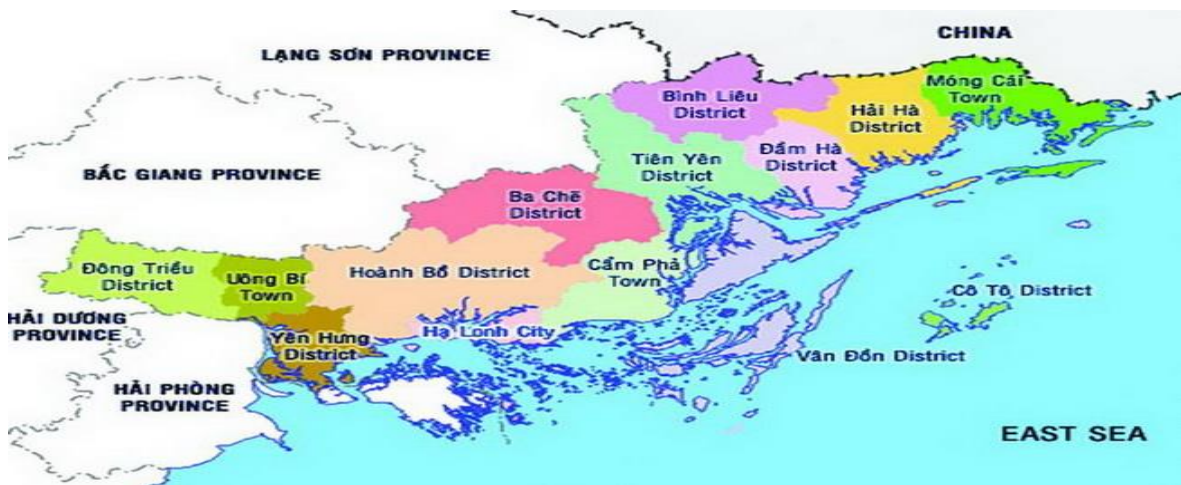 CHINA
LẠNG SƠN PROVINCE
Móng Cái
Town
Bình Liêu
District
Hải Hà
District
Đầm Hà
District
Tiên Yên
District
BẮC GIANG PROVINCE
Ba Chẽ
District
Đông Triều
District
Uông Bí
Town
Hoành Bồ District
Cẩm Phả
Town
Cô Tô District
HẢI DƯƠNG
PROVINCE
Yên Hưng
District
Hạ Lonh City
Vân Đồn District
HẢI PHÒNG
PROVINCE
EAST SEA